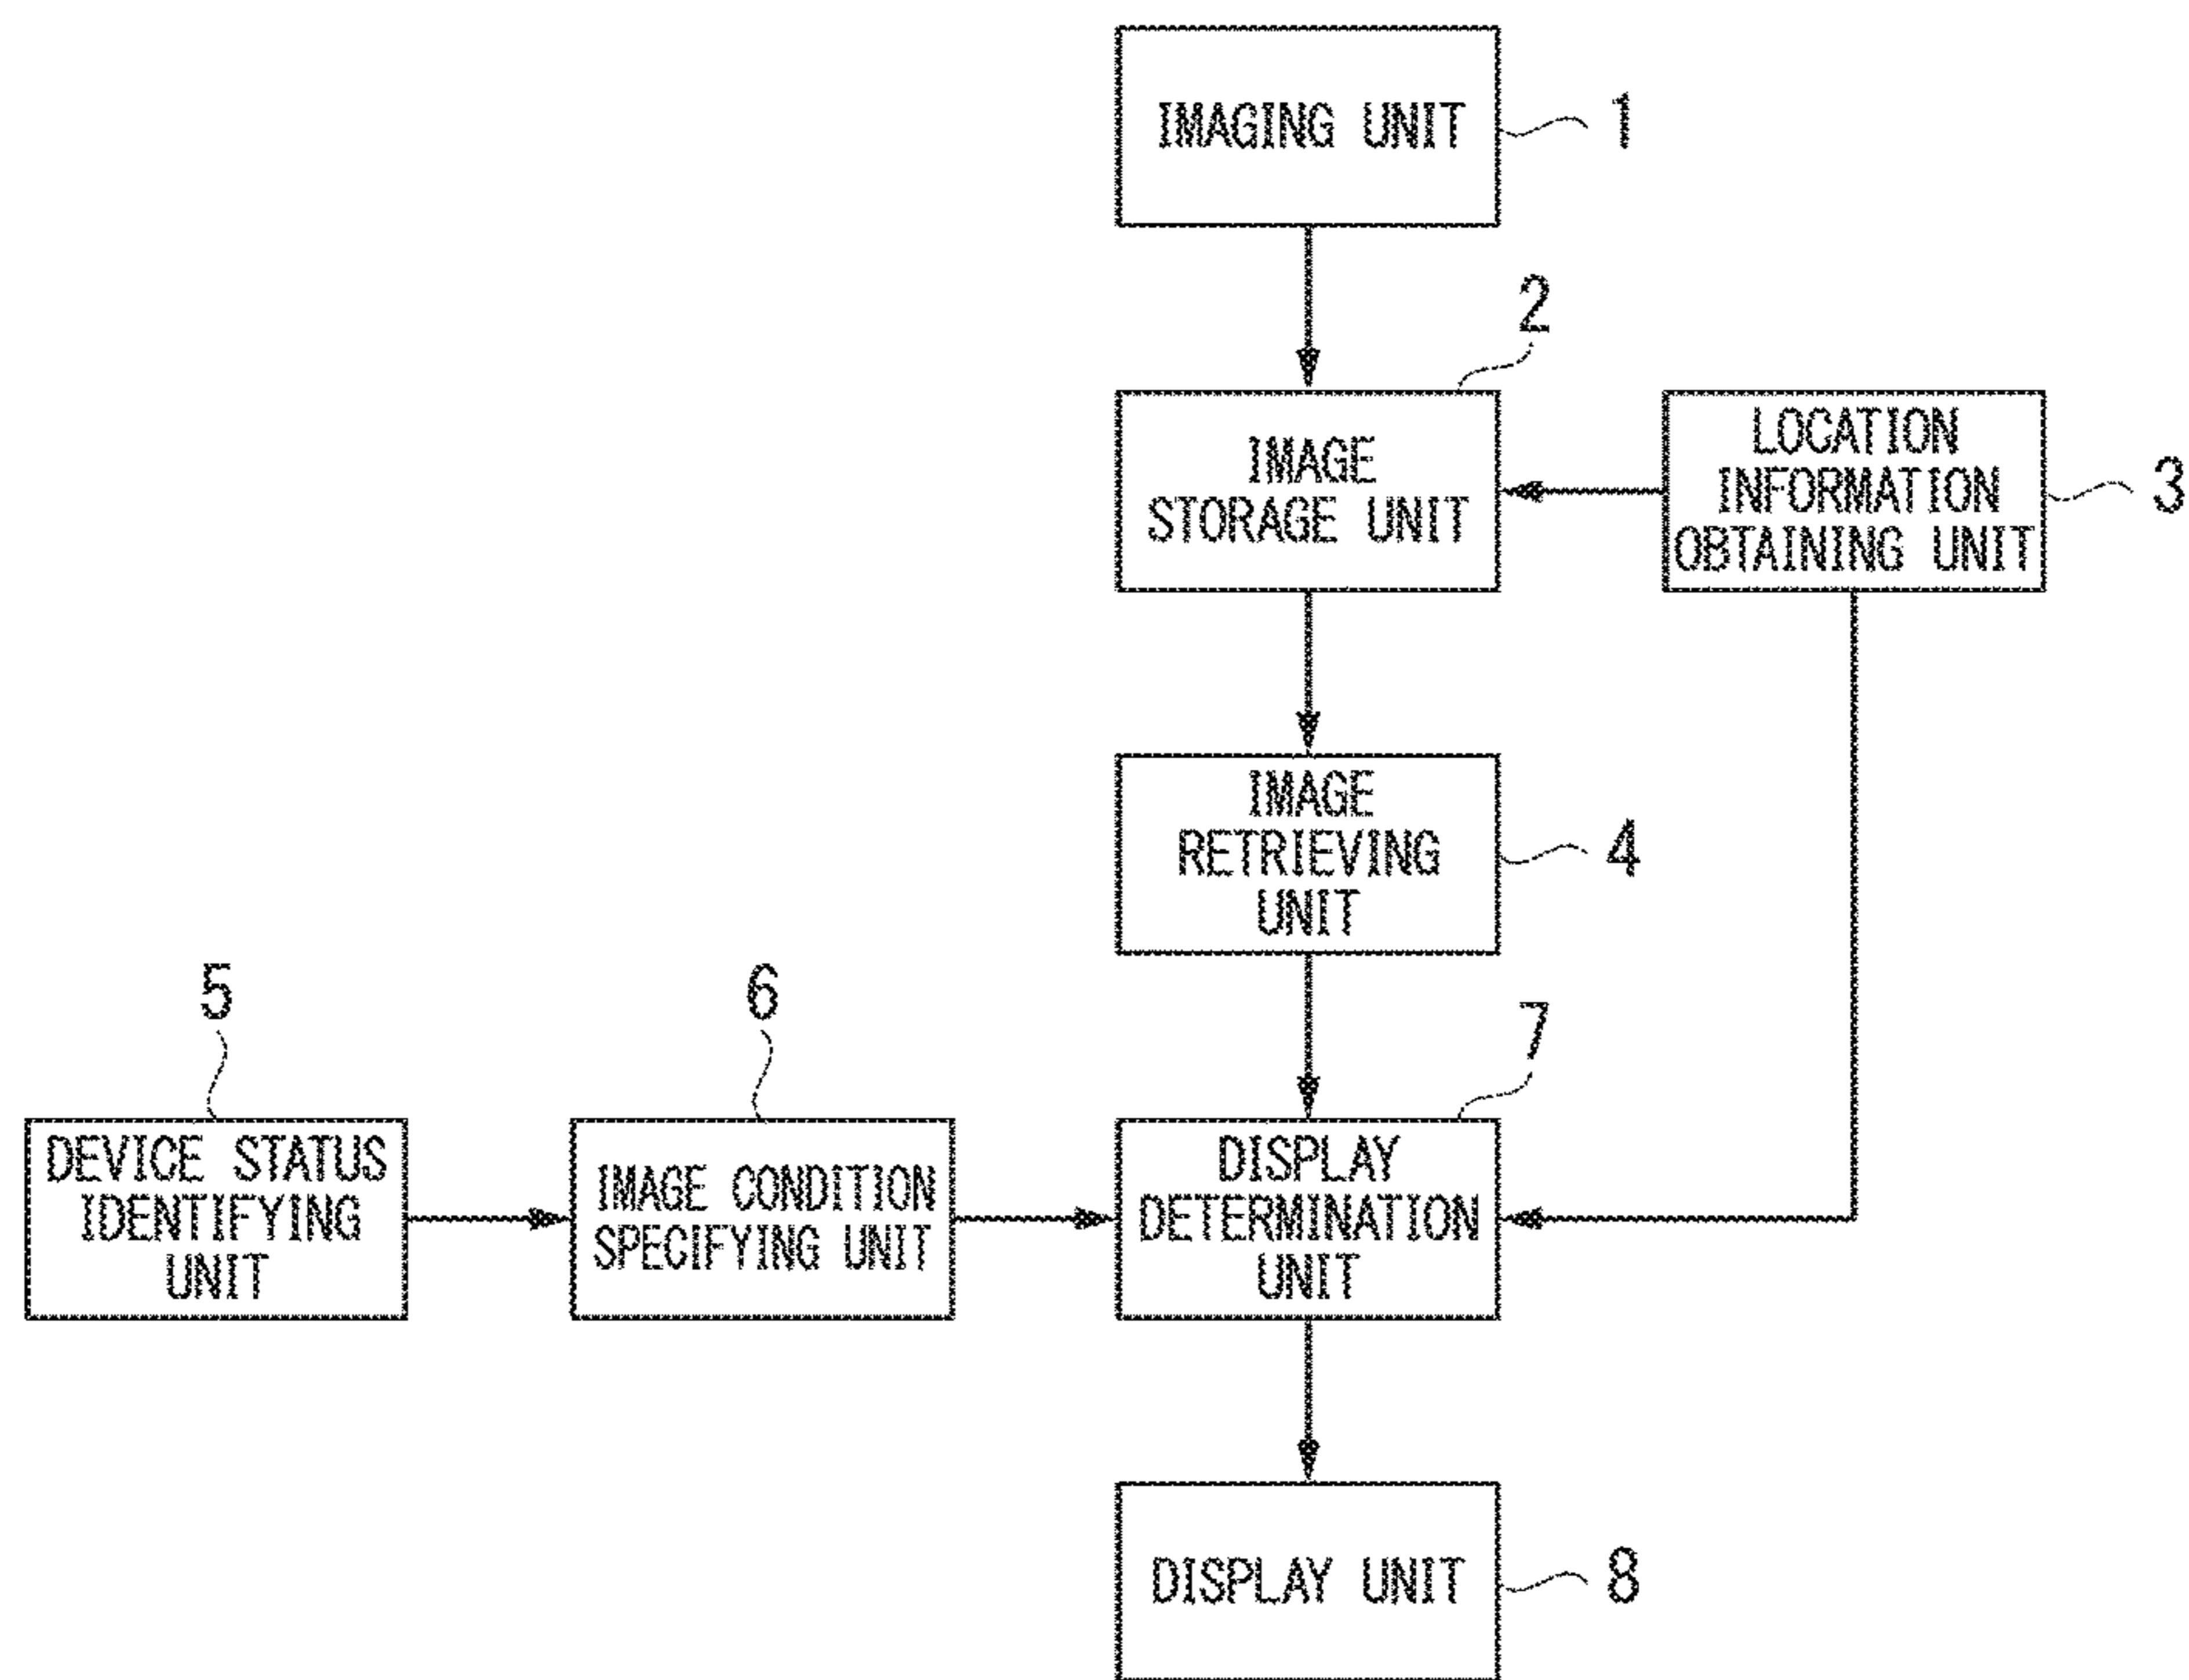 IMAGING UNIT
1
2
IMAGE
STORAGE UNIT
LOCATION
INFORMATION
OBTAINING UNIT
3
IMAGE
RETRIEVING
UNIT
4
5
6
7
DEVICE STATUS
IDENTIFYING
UNIT
IMAGE CONDITION
SPECIFYING UNIT
DISPLAY
DETERMINATION
UNIT
DISPLAY UNIT
8